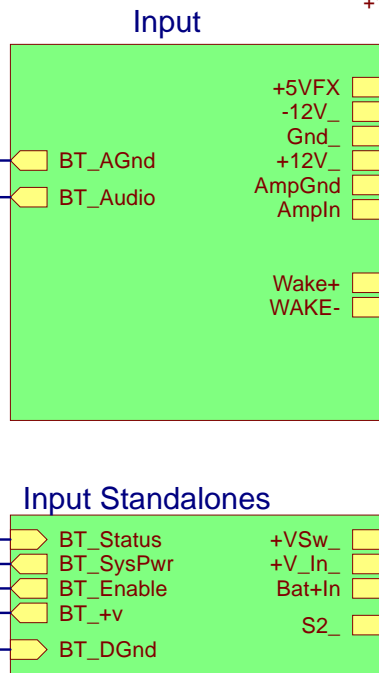 +
Input
+5VFX
-12V_
Gnd_
BT_AGnd +12V_
AmpGnd
BT_Audio AmpIn
Wake+
WAKE-
Input Standalones
BT_Status +VSw_
BT_SysPwr +V_In_
BT_Enable Bat+In
BT_+v S2_
BT_DGnd